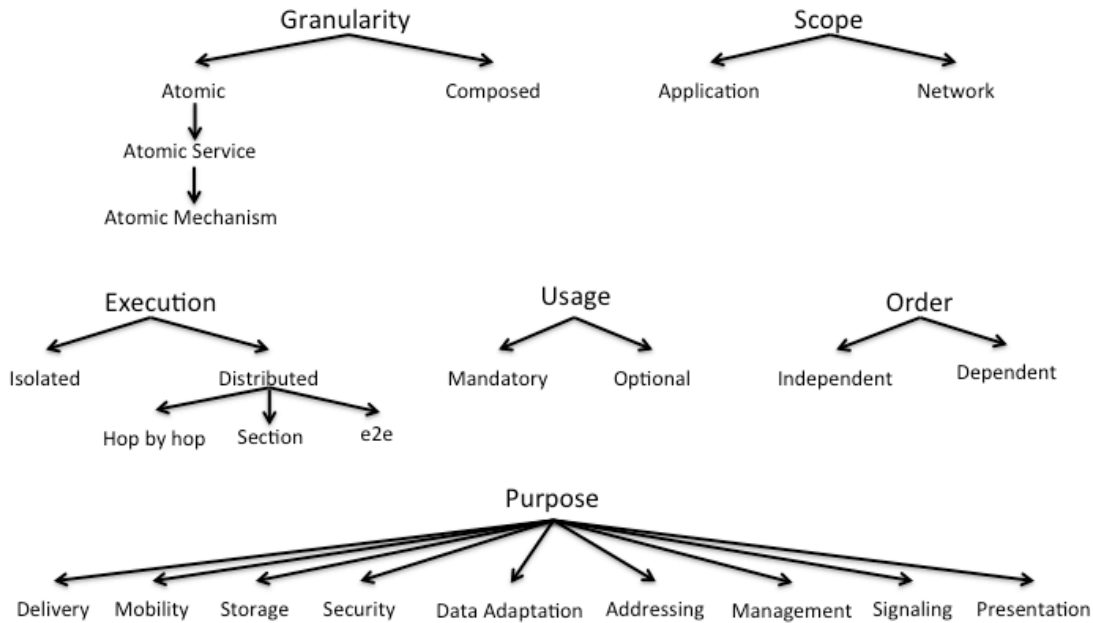 Granularity
Scope
Atomic
Composed
Application
Network
Atomic Service
Atomic Mechanism
Execution
Usage
Order
Isolated
Distributed
Mandatory
Optional
Independent
Dependent
Hop by hop
Section
e2e
Purpose
Delivery
Mobility
Storage
Security
Data Adaptation
Addressing
Management
Signaling
Presentation